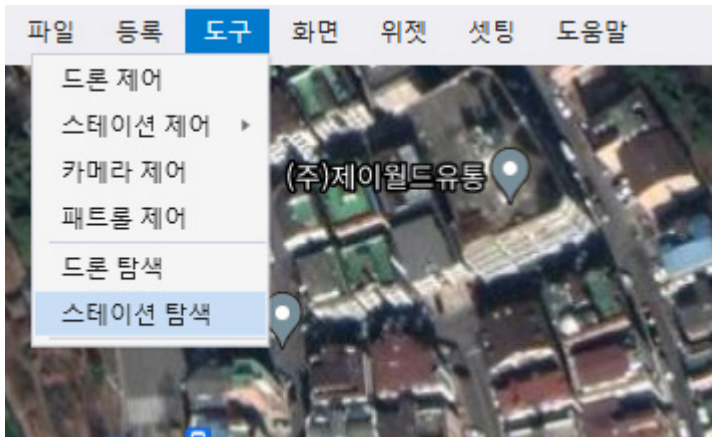 파일 등록 도구 화면 위젯 셋팅 도움말
드론 제어
스테이션 제어
카메라 제어
패트롤 제어
드론 탐색
스테이션 탐색
(주)제이월드유통